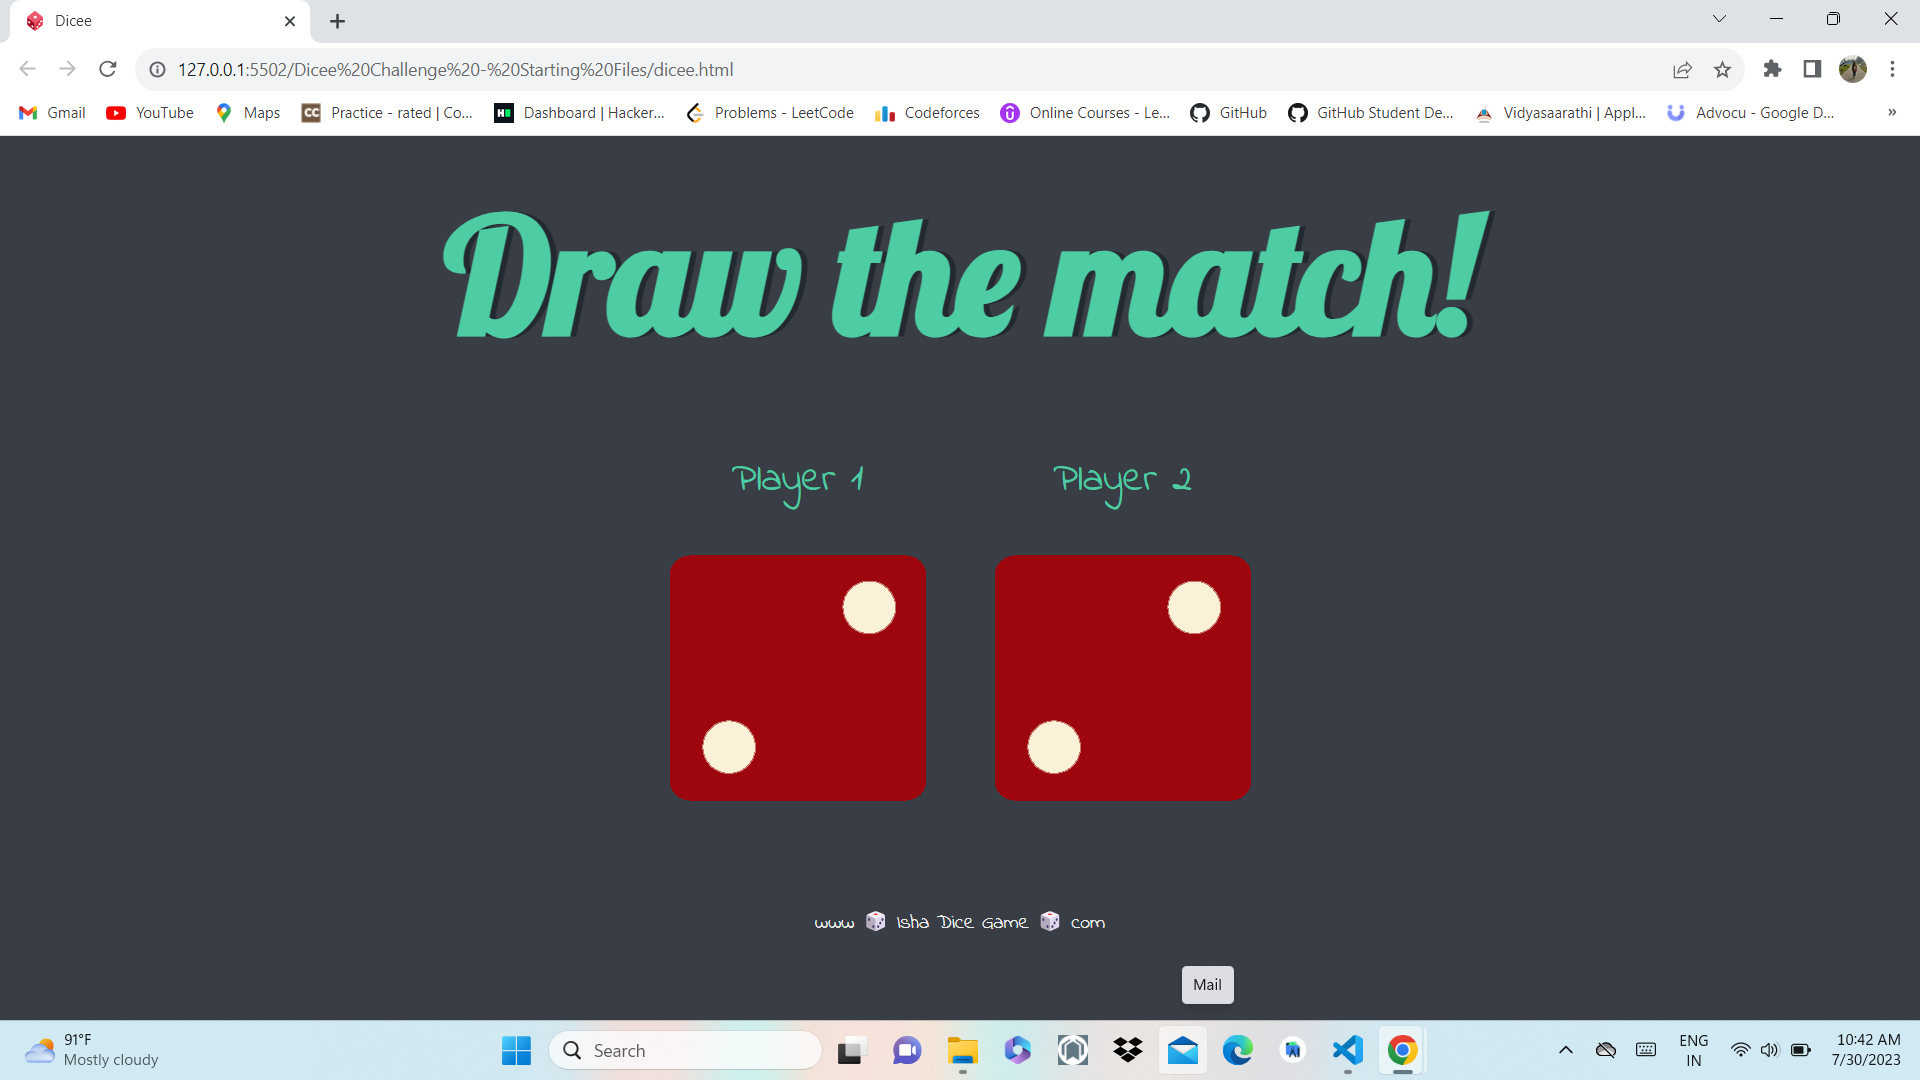 Dicee
127.0.0.1:5502/Dicee%20Challenge%20-%20Starting%20Files/dicee.html
Gmail YouTube Maps Practice - rated | Co... Dashboard | Hacker... Problems - LeetCode Codeforces Online Courses - Le... GitHub GitHub Student De... Vidyasaarathi | Appl... Advocu - Google D... »
Draw the match!
Player 1 Player 2
www 🎲 Isha Dice Game 🎲 com
Mail
91°F
Mostly cloudy
Search
ENG
IN
10:42 AM
7/30/2023